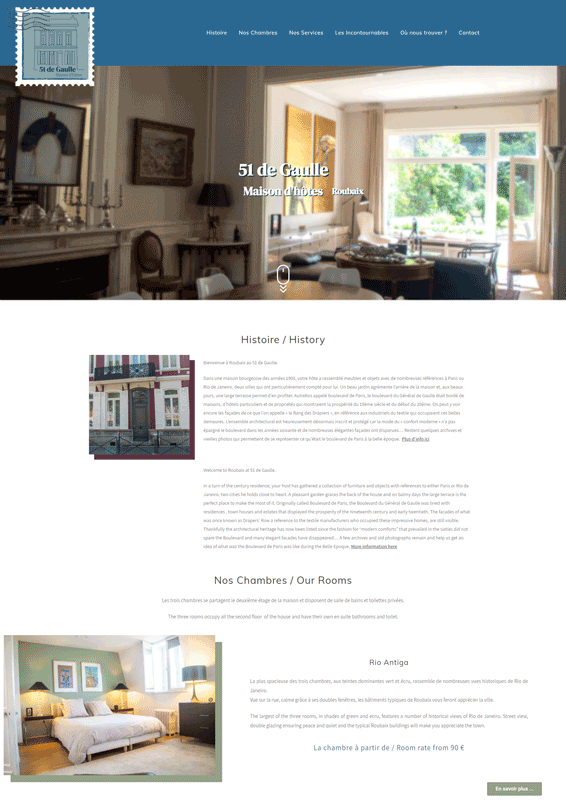 51 de Gaulle
Maison d'hôtes
Histoire Nos Chambres Nos Services Les Incontournables Où nous trouver ? Contact
51 de Gaulle
Maison d'hôtes Roubaix
Histoire / History
Bienvenue à Roubaix au 51 de Gaulle.
Dans une maison bourgeoise des années 1900, votre hôte a rassemblé meubles et objets avec de nombreuses références à Paris ou
Rio de Janeiro, deux villes qui ont particulièrement compté pour lui. Un beau jardin agrémente l'arrière de la maison et, aux beaux
jours, une large terrasse permet d'en profiter. Autrefois appelé boulevard de Paris, le boulevard du Général de Gaulle était bordé de
maisons, d'hôtels particuliers et de propriétés qui montraient la prospérité du 19ème siècle et du début du 20ème. On peut y voir
encore les façades de ce que l'on appelle « le Rang des Drapiers », en référence aux industriels du textile qui occupaient ces belles
demeures. L'ensemble architectural est heureusement désormais inscrit et protégé car la mode du « confort moderne » n'a pas
épargné le boulevard dans les années soixante et de nombreuses élégantes façades ont disparues… Restent quelques archives et
vieilles photos qui permettent de se représenter ce qu'était le boulevard de Paris à la belle époque. Plus d'info ici
Welcome to Roubaix at 51 de Gaulle.
In a turn of the century residence, your host has gathered a collection of furniture and objects with references to either Paris or Rio de
Janeiro, two cities he holds close to heart. A pleasant garden graces the back of the house and on balmy days the large terrace is the
perfect place to make the most of it. Originally called Boulevard de Paris, the Boulevard du Général de Gaulle was lined with
residences , town houses and estates that displayed the prosperity of the nineteenth century and early twentieth. The facades of what
was once known as Drapers' Row a reference to the textile manufacturers who occupied these impressive homes, are still visible.
Thankfully the architectural heritage has now been listed since the fashion for "modern comforts" that prevailed in the sixties did not
spare the Boulevard and many elegant facades have disappeared … A few archives and old photographs remain and help us get an
idea of what was the Boulevard de Paris was like during the Belle Epoque. More information here
Nos Chambres / Our Rooms
Les trois chambres se partagent le deuxième étage de la maison et disposent de salle de bains et toilettes privées.
The three rooms occupy all the second floor of the house and have their own en suite bathrooms and toilet.
Rio Antiga
La plus spacieuse des trois chambres, aux teintes dominantes vert et écru, rassemble de nombreuses vues historiques de Rio de
Janeiro.
Vue sur la rue, calme grâce à ses doubles fenêtres, les bâtiments typiques de Roubaix vous feront apprécier la ville.
The largest of the three rooms, in shades of green and ecru, features a number of historical views of Rio de Janeiro. Street view,
double glazing ensuring peace and quiet and the typical Roubaix buildings will make you appreciate the town.
La chambre à partir de / Room rate from 90 €
En savoir plus ...